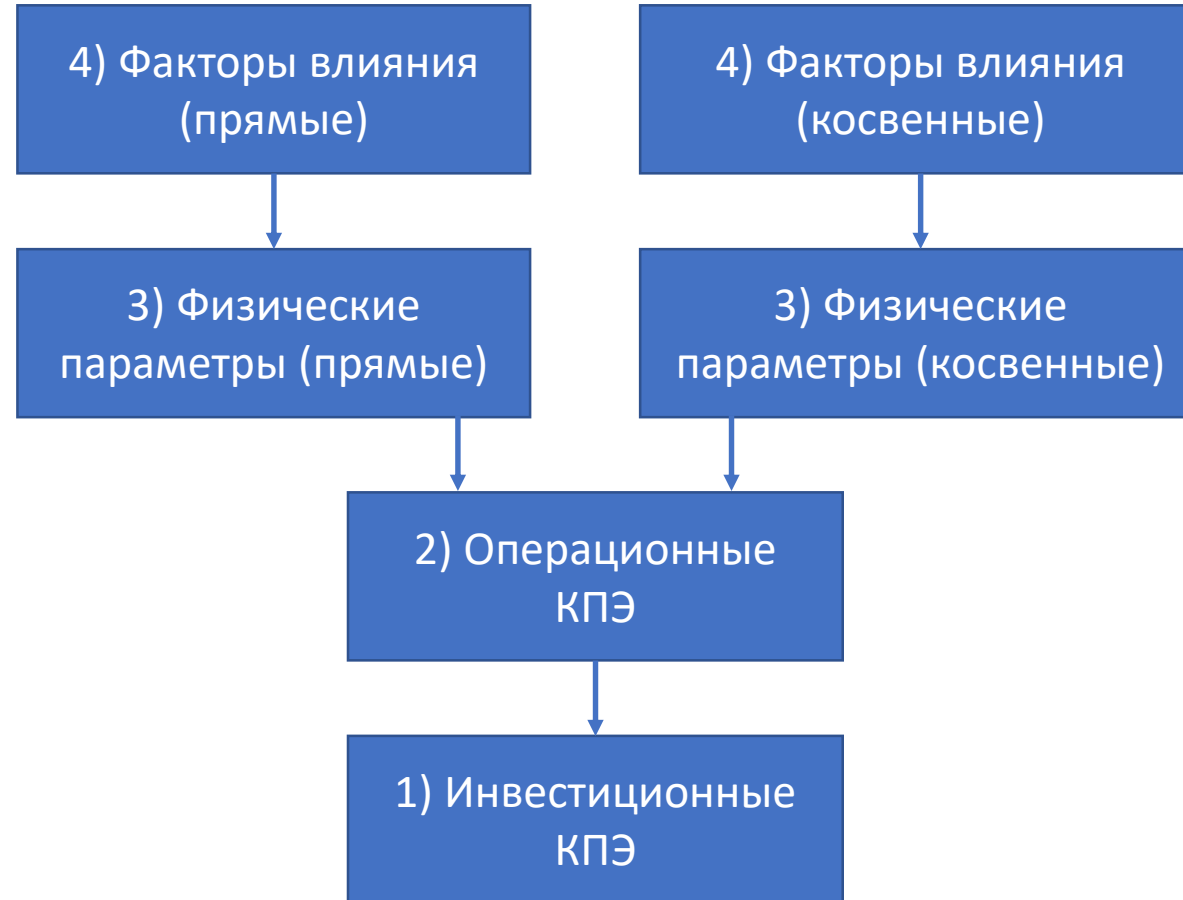 4) Факторы влияния
(прямые)
4) Факторы влияния
(косвенные)
3) Физические
параметры (прямые)
3) Физические
параметры (косвенные)
2) Операционные
КПЭ
1) Инвестиционные
КПЭ